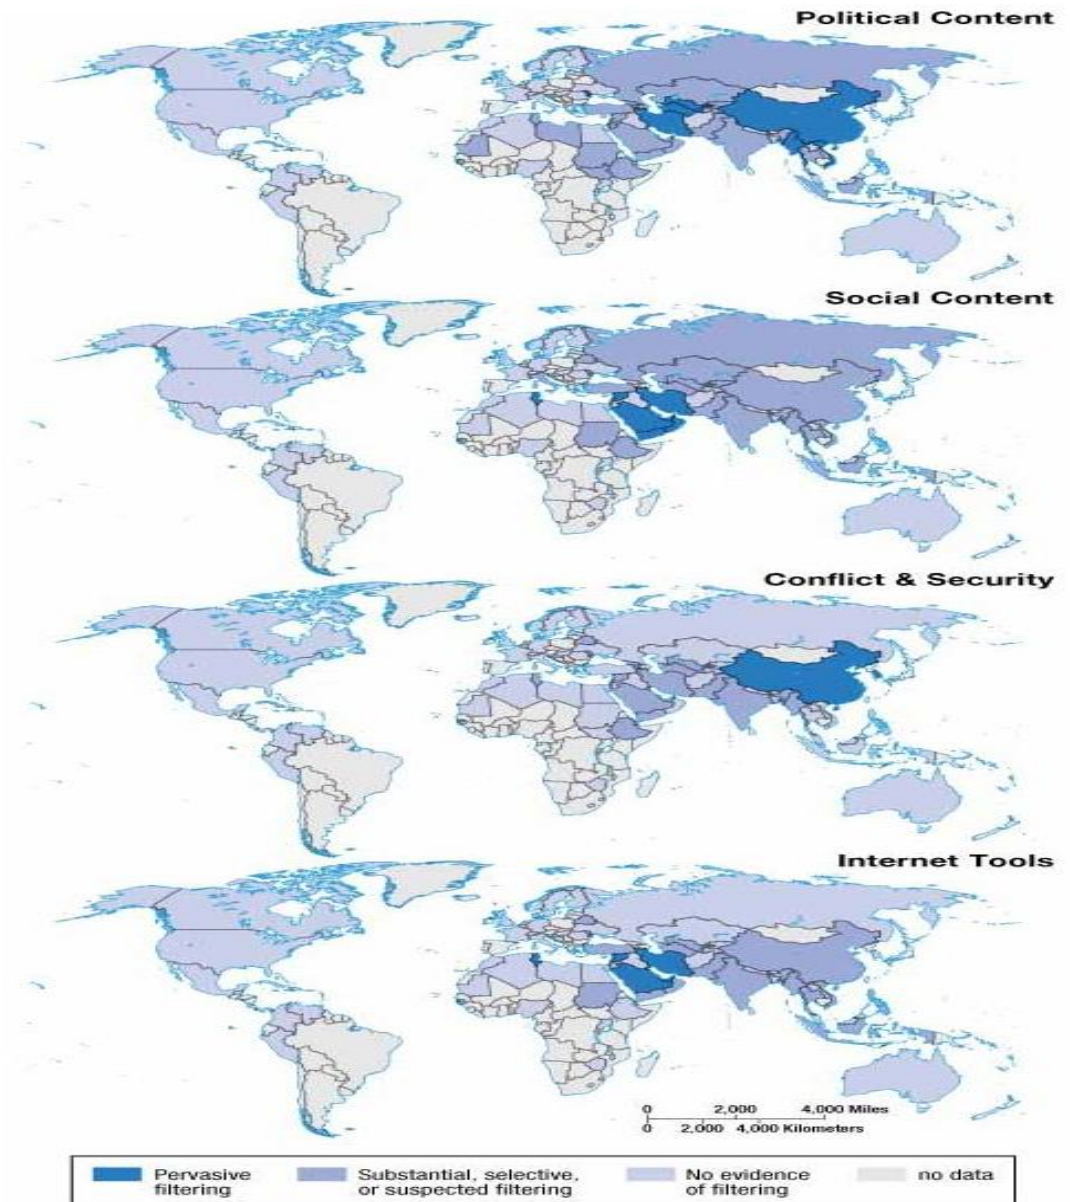 Political Content
Social Content
Conflict & Security
Internet Tools
0 2,000 4,000 Miles
0 2,000 4,000 Kilometers
Pervasive
filtering
Substantial, selective,
or suspected filtering
No evidence
of filtering
no data